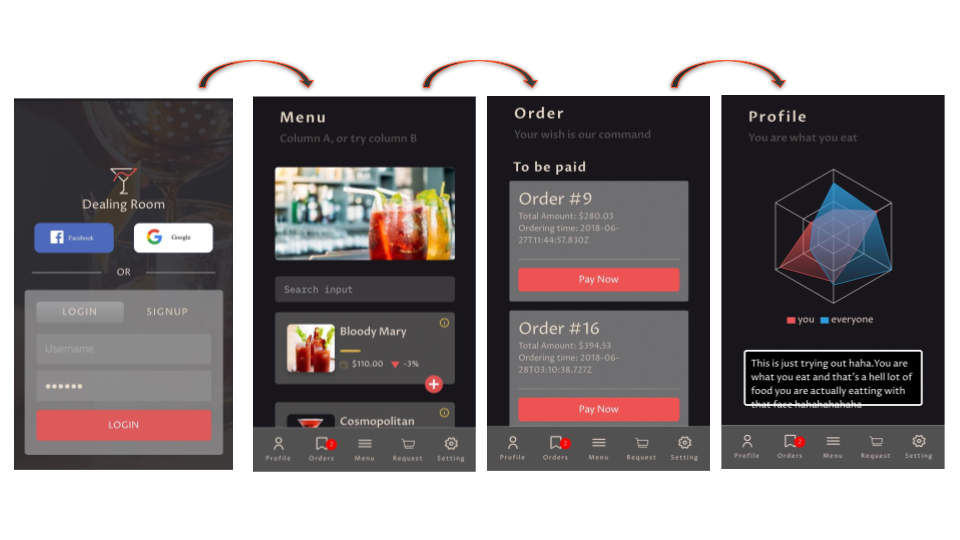 Dealing Room
Facebook
Google
OR
LOGIN
SIGNUP
Username
LOGIN
Menu
Column A, or try column B
Search input
Bloody Mary
$110.00
-3%
Cosmopolitan
Profile
Orders
2
Menu
Request
Setting
Order
Your wish is our command
To be paid
Order #9
Total Amount: $280.03
Ordering time: 2018-06-
27T11:44:57.830Z
Pay Now
Order #16
Total Amount: $394.53
Ordering time: 2018-06-
28T03:10:38.727Z
Pay Now
Profile
Orders
2
Menu
Request
Setting
Profile
You are what you eat
you
everyone
This is just trying out haha.You are
what you eat and that's a hell lot of
food you are actually eatting with
that face hahahahahaha
Profile
Orders
2
Menu
Request
Setting